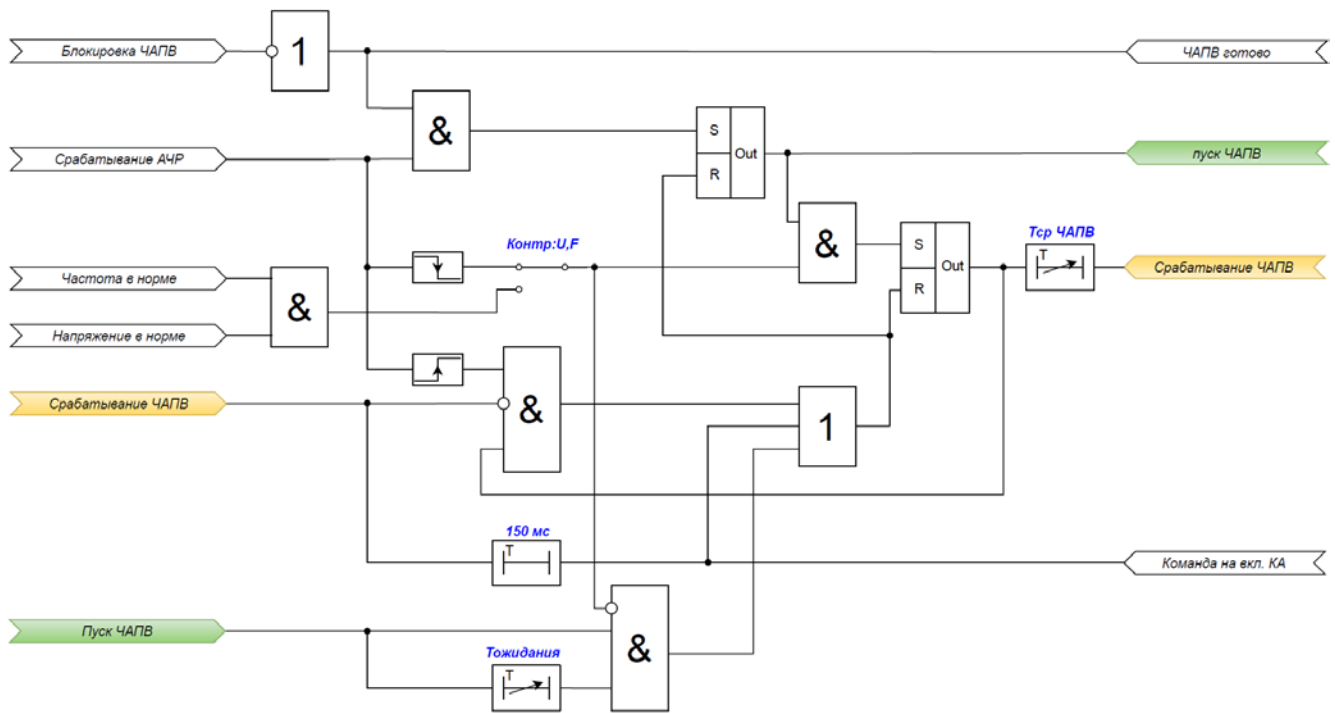 Блокировка ЧАПВ
1
ЧАПВ готово
&
S
Out
R
Срабатывание АЧР
пуск ЧАПВ
Контр:U,F
&
S
Out
R
Тср ЧАПВ
T
Срабатывание ЧАПВ
Частота в норме
&
Напряжение в норме
Срабатывание ЧАПВ
&
1
150 мс
T
Команда на вкл. КА
Пуск ЧАПВ
&
Тожидания
T